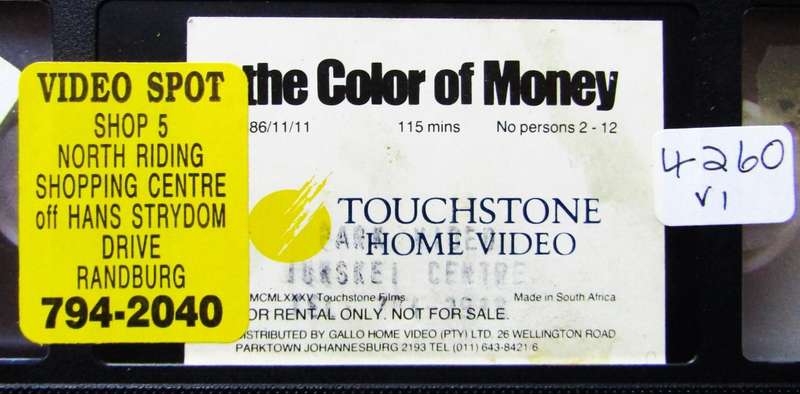 VIDEO SPOT
SHOP 5
NORTH RIDING
SHOPPING CENTRE
off HANS STRYDOM
DRIVE
RANDBURG
794-2040
the Color of Money
86/11/11 115 mins No persons 2 - 12
TOUCHSTONE
HOME VIDEO
JUKSKEI CENTRE
MCMLXXXV Touchstone Films Made in South Africa
OR RENTAL ONLY. NOT FOR SALE.
DISTRIBUTED BY GALLO HOME VIDEO (PTY) LTD. 26 WELLINGTON ROAD
PARKTOWN JOHANNESBURG 2193 TEL (011) 643-8421/6
4260
V1